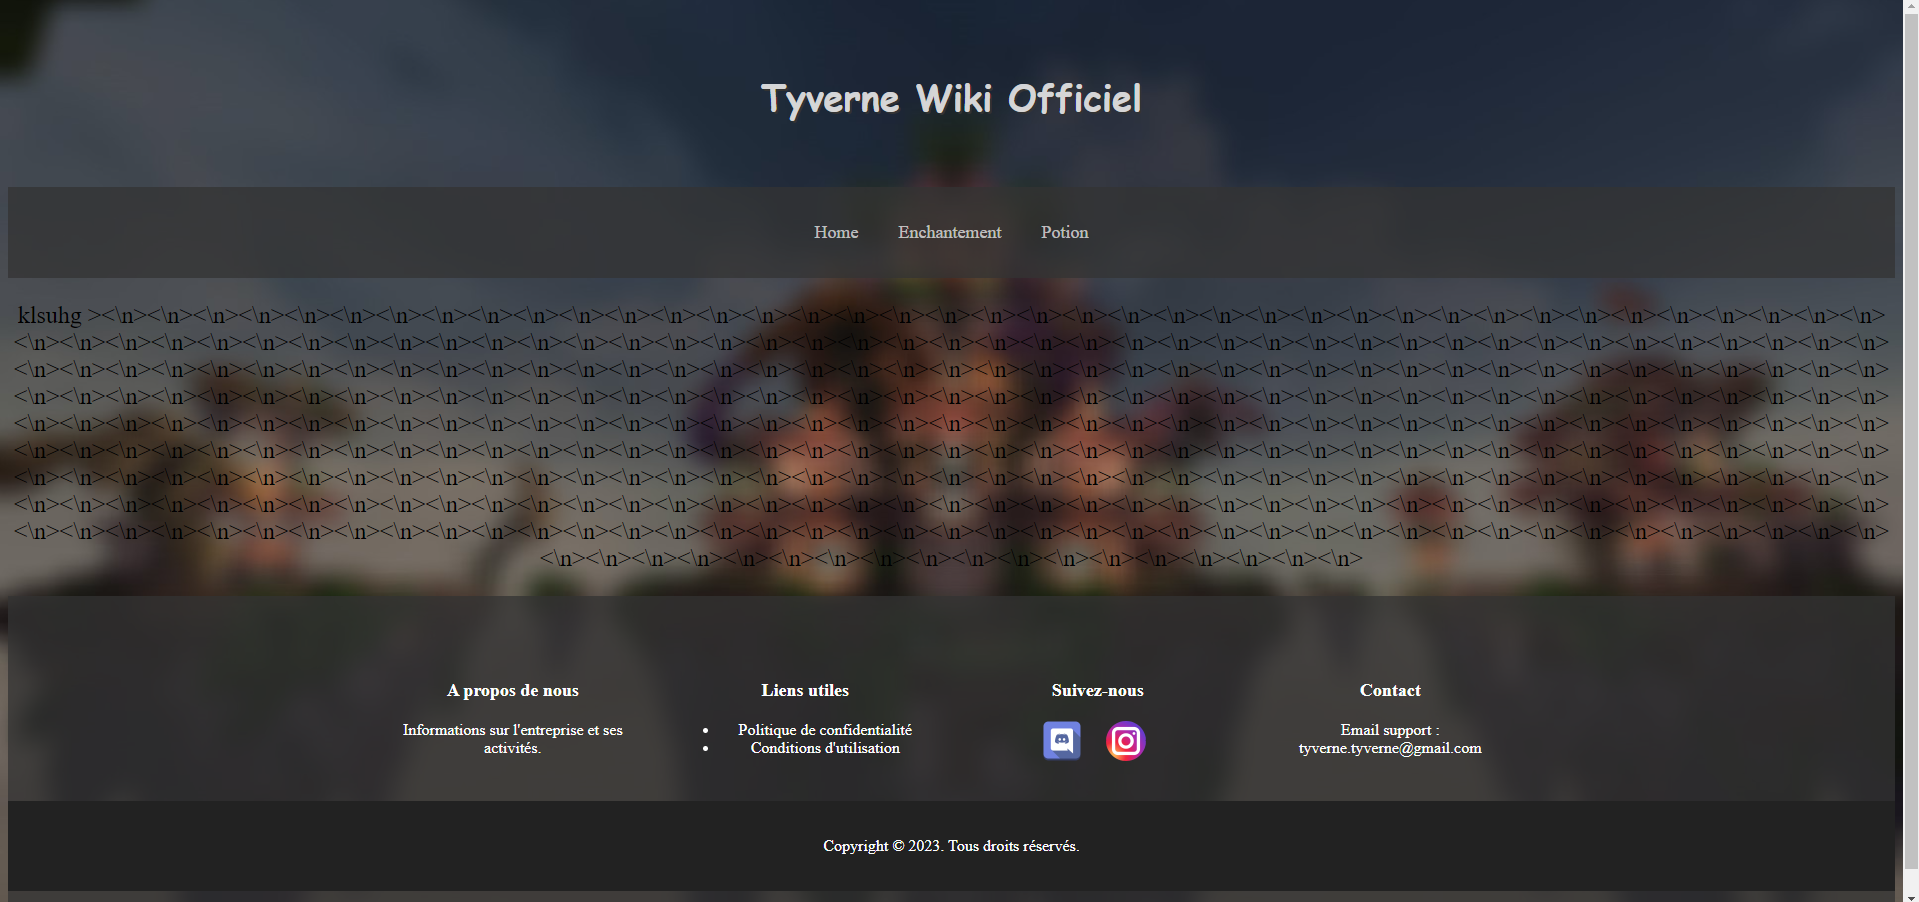 Tyverne Wiki Officiel
Home Enchantement Potion
klsuhg ><\n><\n><\n><\n><\n><\n><\n><\n><\n><\n><\n><\n><\n><\n><\n><\n><\n><\n><\n><\n><\n><\n><\n><\n><\n><\n><\n><\n><\n><\n><\n><\n><\n><\n><\n><\n><\n><\n><\n>
<\n><\n><\n><\n><\n><\n><\n><\n><\n><\n><\n><\n><\n><\n><\n><\n><\n><\n><\n><\n><\n><\n><\n><\n><\n><\n><\n><\n><\n><\n><\n><\n><\n><\n><\n><\n><\n><\n><\n><\n><\n>
<\n><\n><\n><\n><\n><\n><\n><\n><\n><\n><\n><\n><\n><\n><\n><\n><\n><\n><\n><\n><\n><\n><\n><\n><\n><\n><\n><\n><\n><\n><\n><\n><\n><\n><\n><\n><\n><\n><\n><\n><\n>
<\n><\n><\n><\n><\n><\n><\n><\n><\n><\n><\n><\n><\n><\n><\n><\n><\n><\n><\n><\n><\n><\n><\n><\n><\n><\n><\n><\n><\n><\n><\n><\n><\n><\n><\n><\n><\n><\n><\n><\n><\n>
<\n><\n><\n><\n><\n><\n><\n><\n><\n><\n><\n><\n><\n><\n><\n><\n><\n><\n><\n><\n><\n><\n><\n><\n><\n><\n><\n><\n><\n><\n><\n><\n><\n><\n><\n><\n><\n><\n><\n><\n><\n>
<\n><\n><\n><\n><\n><\n><\n><\n><\n><\n><\n><\n><\n><\n><\n><\n><\n><\n><\n><\n><\n><\n><\n><\n><\n><\n><\n><\n><\n><\n><\n><\n><\n><\n><\n><\n><\n><\n><\n><\n><\n>
<\n><\n><\n><\n><\n><\n><\n><\n><\n><\n><\n><\n><\n><\n><\n><\n><\n><\n><\n><\n><\n><\n><\n><\n><\n><\n><\n><\n><\n><\n><\n><\n><\n><\n><\n><\n><\n><\n><\n><\n><\n>
<\n><\n><\n><\n><\n><\n><\n><\n><\n><\n><\n><\n><\n><\n><\n><\n><\n><\n><\n><\n><\n><\n><\n><\n><\n><\n><\n><\n><\n><\n><\n><\n><\n><\n><\n><\n><\n><\n><\n><\n><\n>
<\n><\n><\n><\n><\n><\n><\n><\n><\n><\n><\n><\n><\n><\n><\n><\n><\n><\n><\n><\n><\n><\n><\n><\n><\n><\n><\n><\n><\n><\n><\n><\n><\n><\n><\n><\n><\n><\n><\n><\n><\n>
<\n><\n><\n><\n><\n><\n><\n><\n><\n><\n><\n><\n><\n><\n><\n><\n><\n><\n>
A propos de nous
Informations sur l'entreprise et ses
activités.
Liens utiles
• Politique de confidentialité
• Conditions d'utilisation
Suivez-nous
Contact
Email support :
tyverne.tyverne@gmail.com
Copyright © 2023. Tous droits réservés.